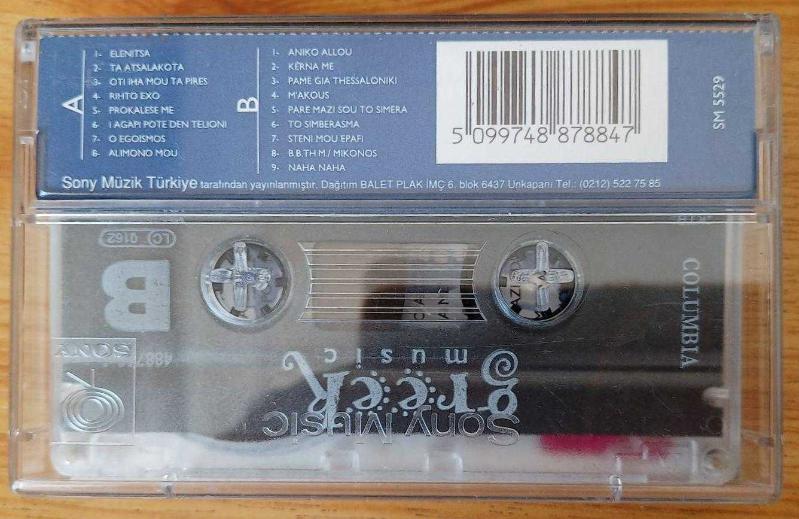 A
1- ELENITSA
2- TA ATSALAKOTA
3- OTI IHA MOU TA PIRES
4- RIHTO EXO
5- PROKALESE ME
6- I AGAPI POTE DEN TELIONI
7- O EGOISMOS
8- ALIMONO MOU
B
1- ANIKO ALLOU
2- KĖRNA ME
3- PAME GIA THESSALONIKI
4- M'AKOUS
5- PARE MAZI SOU TO SIMERA
6- TO SIMBERASMA
7- STENI MOU EPAFI
8- B.B.TH M / MIKONOS
9- NAHA NAHA
5 099748 878847
SM 5529
Sony Müzik Türkiye tarafından yayınlanmıştır. Dağıtım BALET PLAK İMÇ 6. blok 6437 Unkapanı Tel.: (0212) 522 75 85
LC 0162
B
COLUMBIA
SONY
music
greek
Sony Music